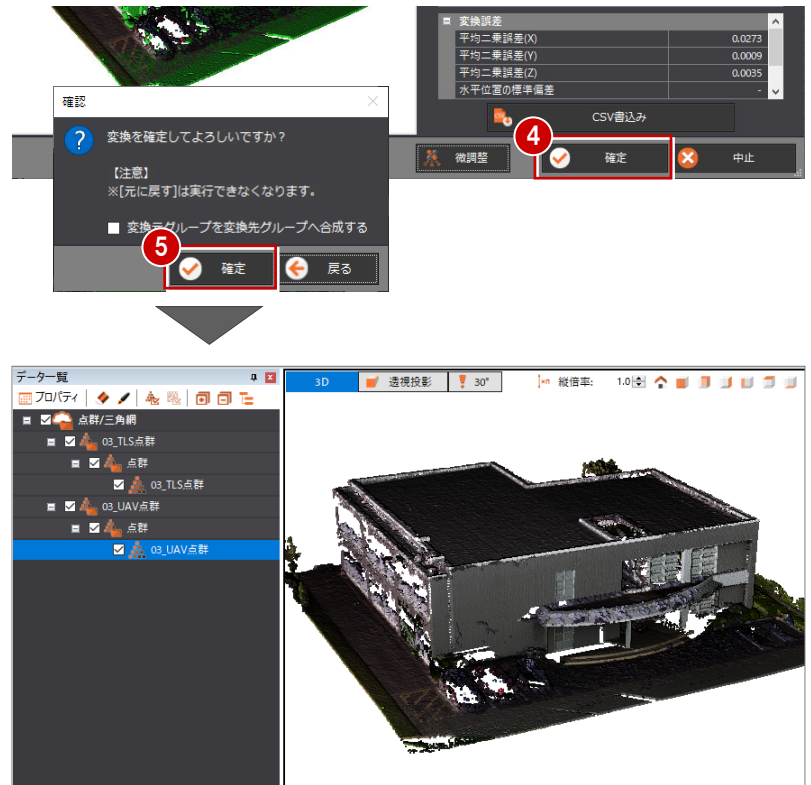 変換誤差
平均二乗誤差(X) 0.0273
平均二乗誤差(Y) 0.0009
平均二乗誤差(Z) 0.0035
水平位置の標準偏差 -
CSV書込み
4
微調整 確定 中止
確認
変換を確定してよろしいですか？
【注意】
※[元に戻す]は実行できなくなります。
変換元グループを変換先グループへ合成する
5
確定 戻る
データ一覧
プロパティ
点群/三角網
03_TLS点群
点群
03_TLS点群
03_UAV点群
点群
03_UAV点群
3D 透視投影 30° 縦倍率: 1.0